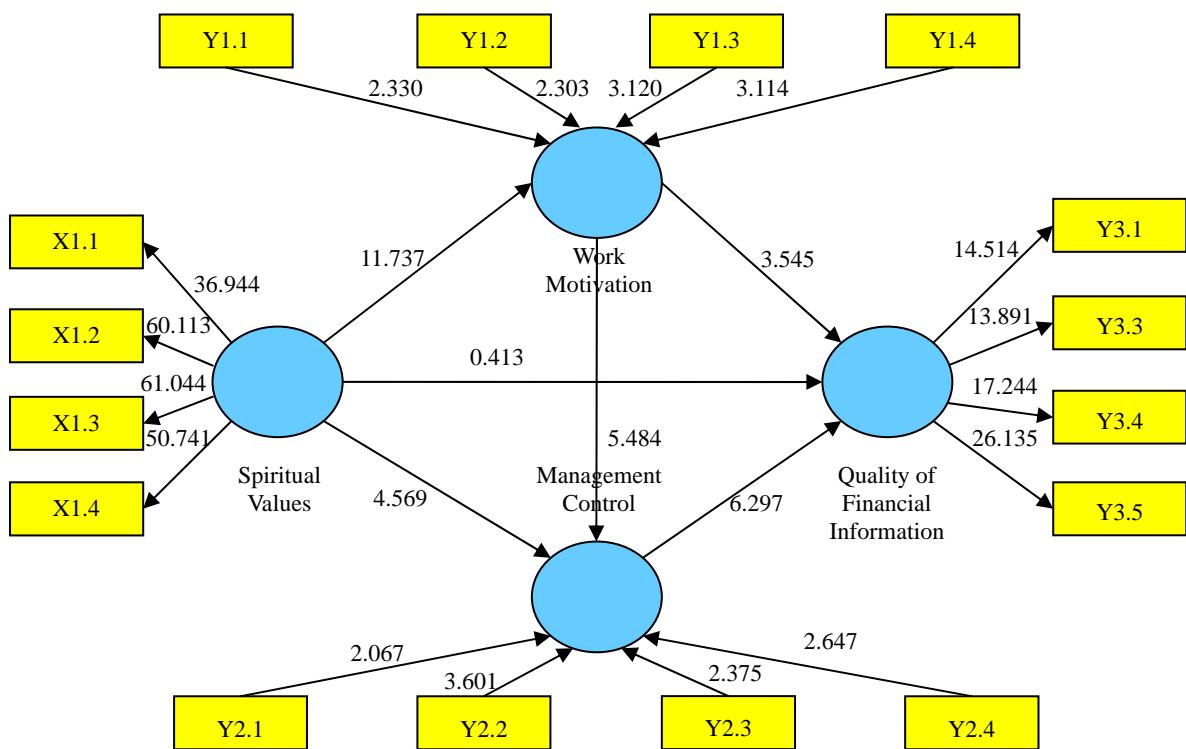 Y1.1
Y1.2
Y1.3
Y1.4
2.330
2.303
3.120
3.114
X1.1
X1.2
X1.3
X1.4
36.944
60.113
61.044
50.741
11.737
Work
Motivation
3.545
0.413
5.484
4.569
6.297
Spiritual
Values
Management
Control
Quality of
Financial
Information
14.514
13.891
17.244
26.135
Y3.1
Y3.3
Y3.4
Y3.5
2.067
3.601
2.375
2.647
Y2.1
Y2.2
Y2.3
Y2.4